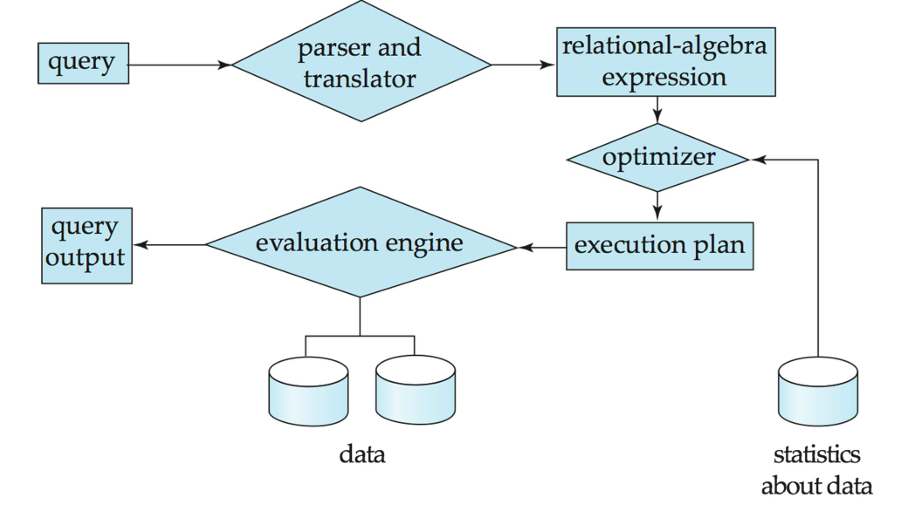 query
parser and
translator
relational-algebra
expression
optimizer
execution plan
evaluation engine
query
output
data
statistics
about data